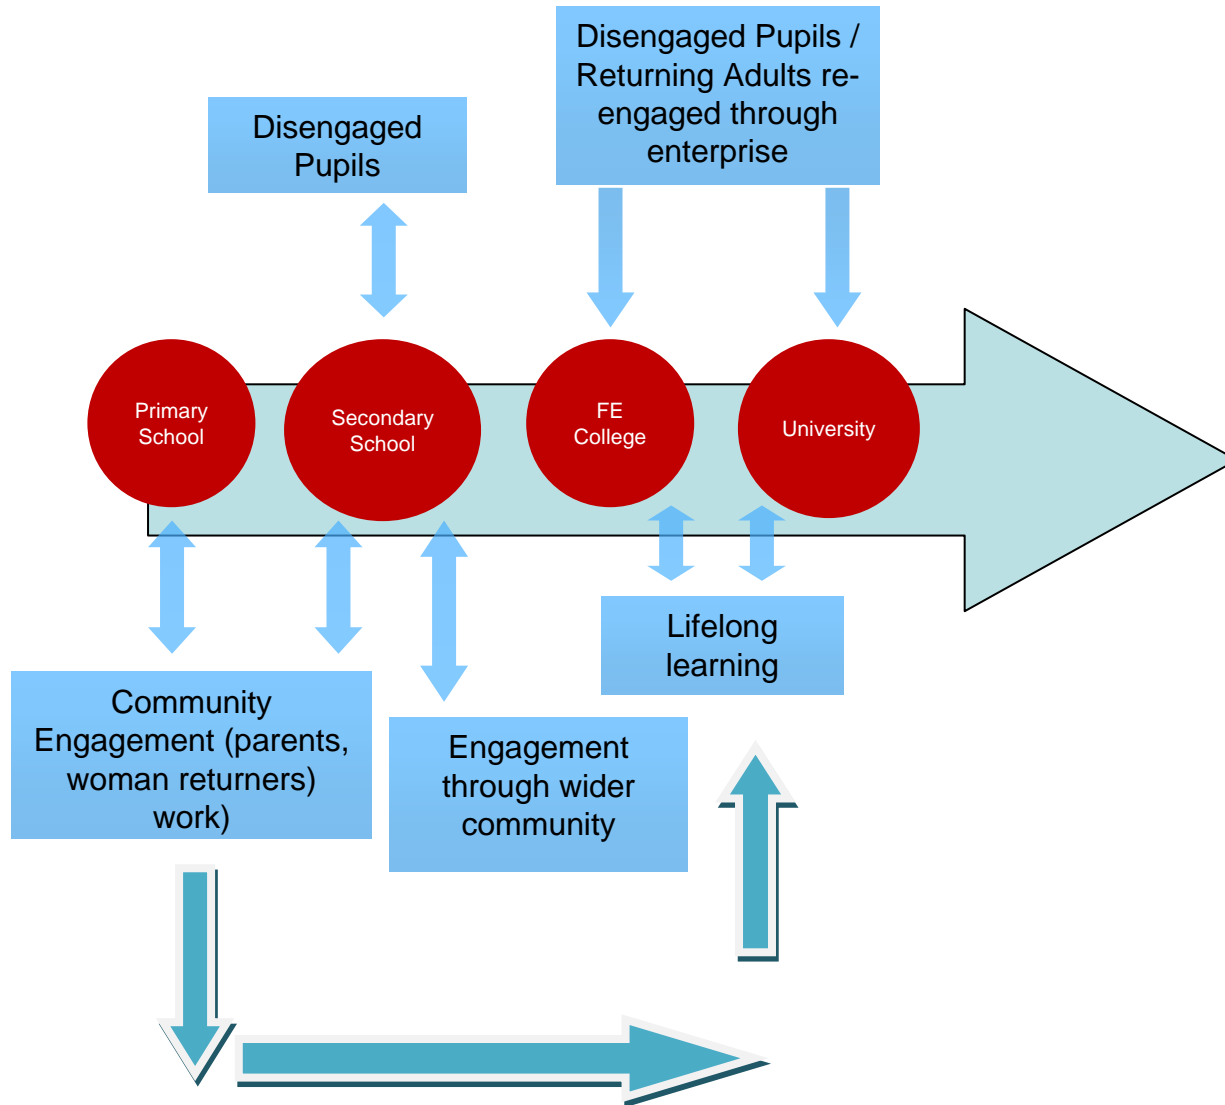 Disengaged Pupils /
Returning Adults re-
engaged through
enterprise
Disengaged
Pupils
Primary
School
Secondary
School
FE
College
University
Lifelong
learning
Community
Engagement (parents,
woman returners)
work)
Engagement
through wider
community